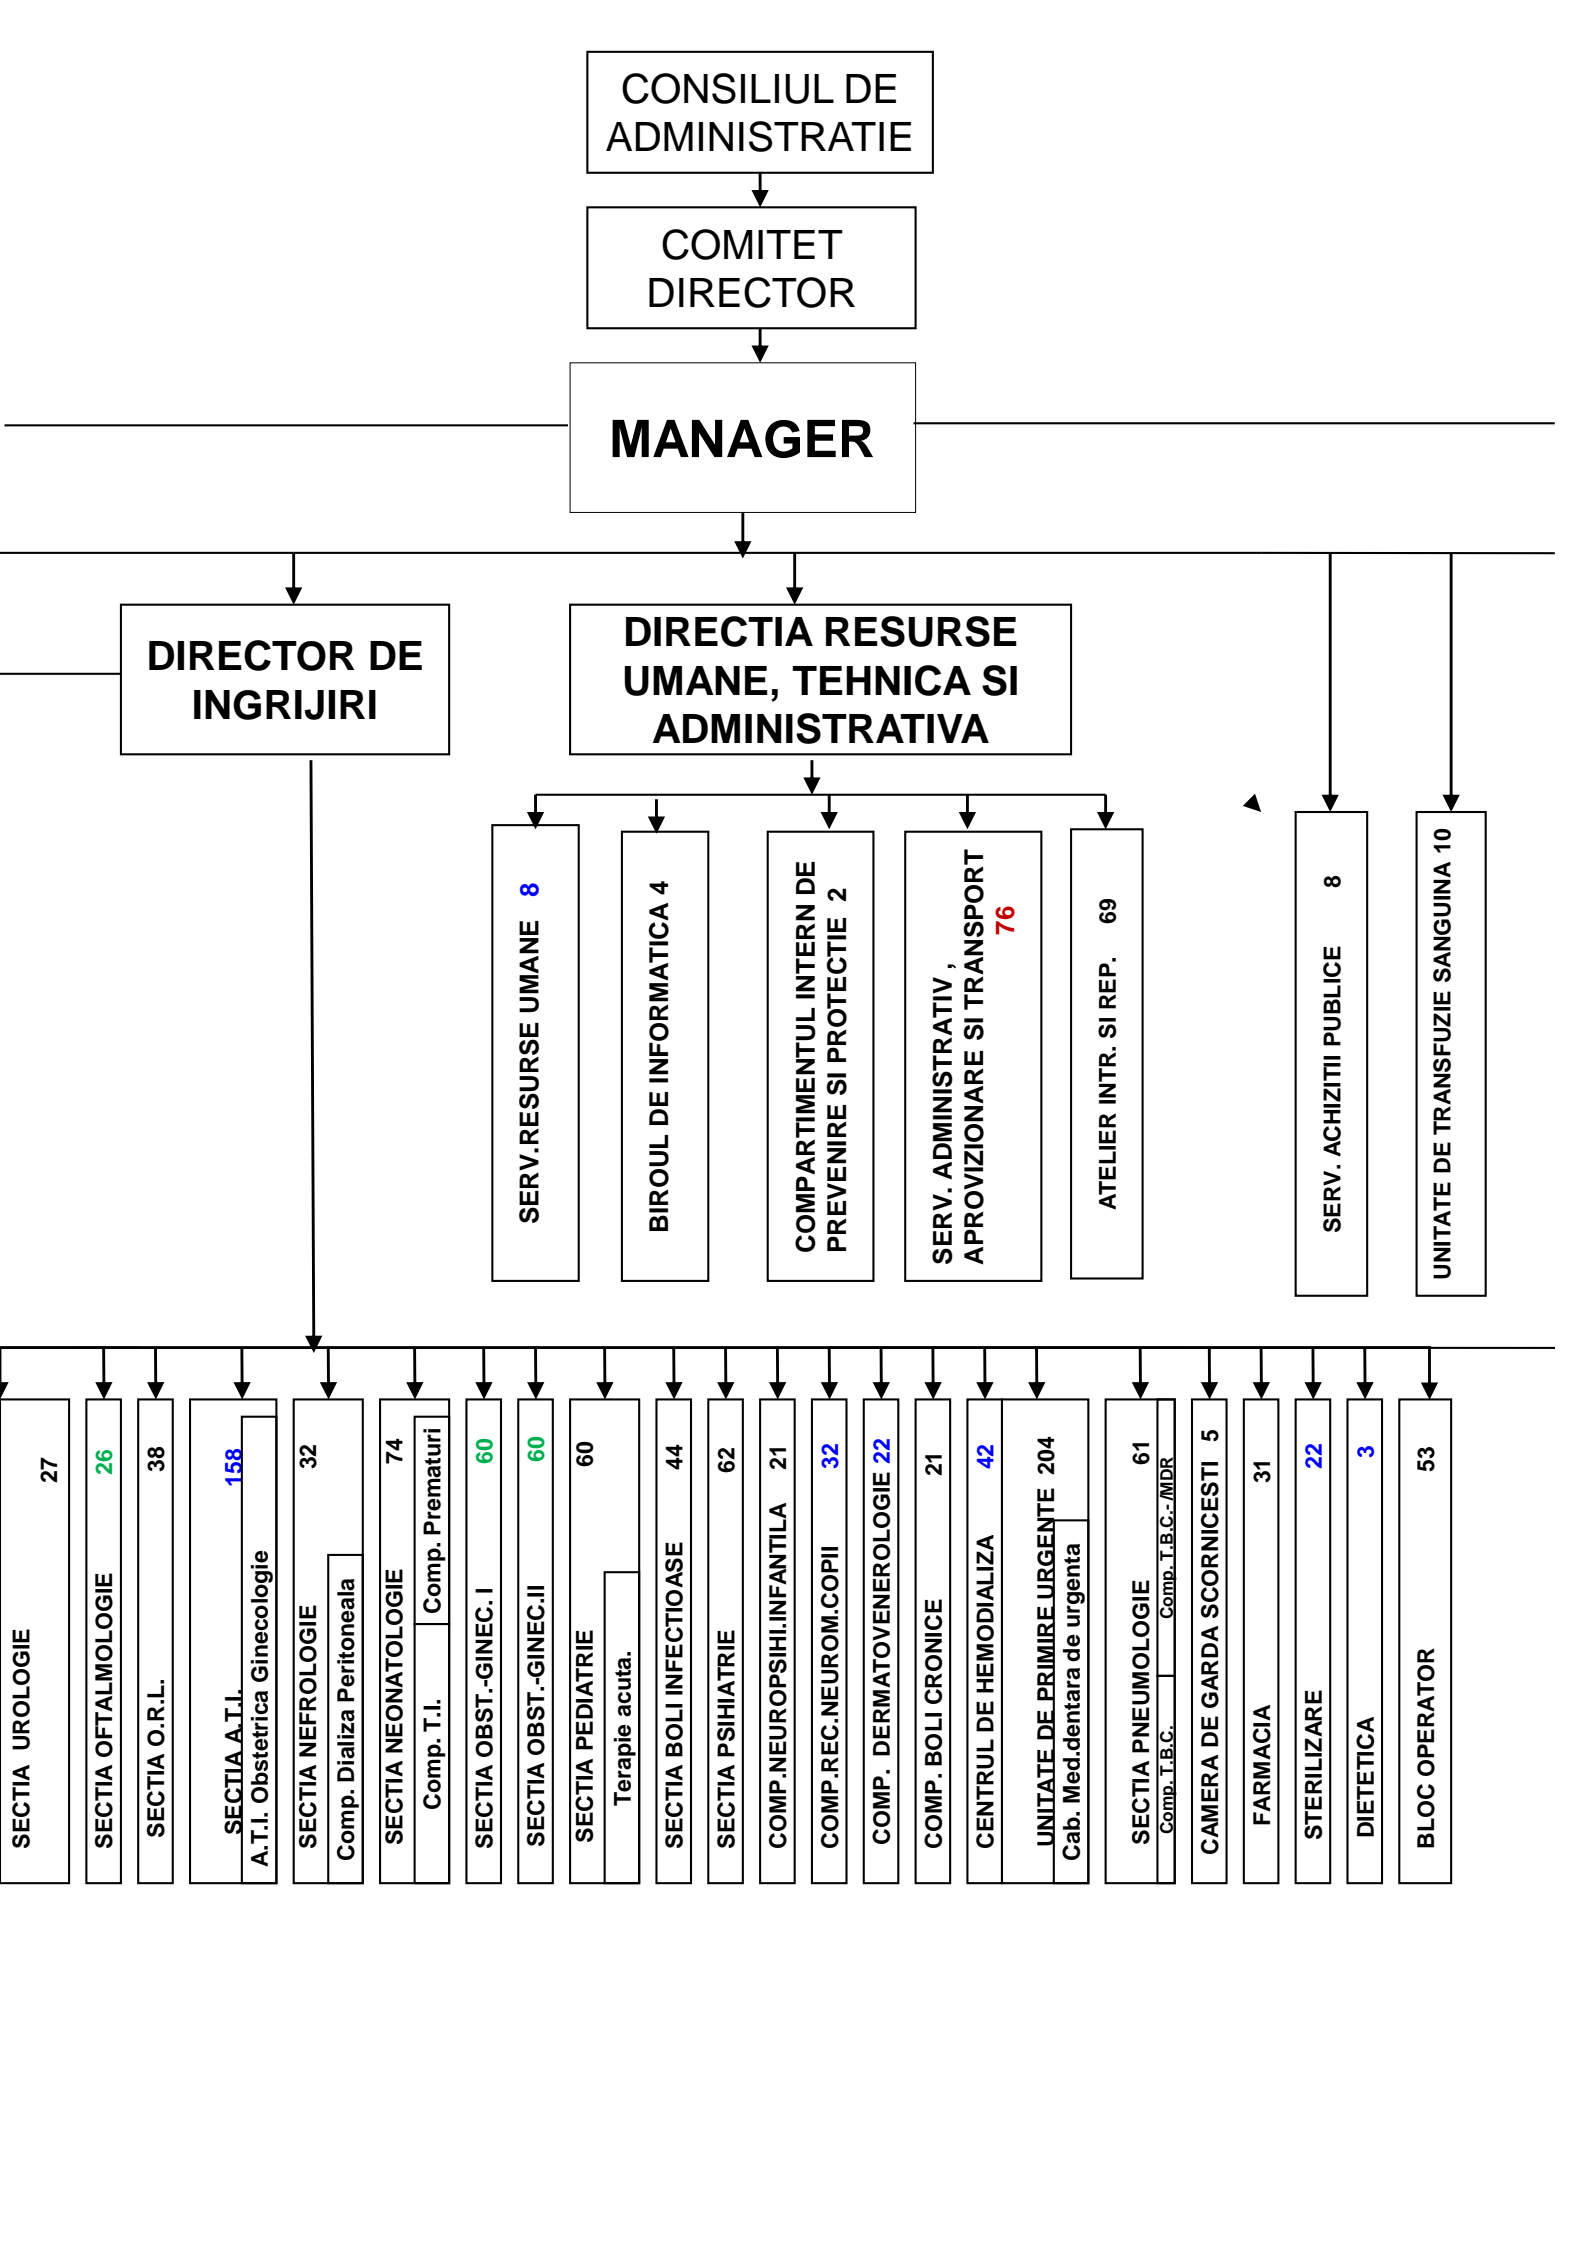 CONSILIUL DE
ADMINISTRATIE
COMITET
DIRECTOR
MANAGER
DIRECTOR DE
INGRIJIRI
DIRECTIA RESURSE
UMANE, TEHNICA SI
ADMINISTRATIVA
SERV.RESURSE UMANE 8
BIROUL DE INFORMATICA 4
COMPARTIMENTUL INTERN DE
PREVENIRE SI PROTECTIE 2
SERV. ADMINISTRATIV ,
APROVIZIONARE SI TRANSPORT
76
ATELIER INTR. SI REP. 69
SERV. ACHIZITII PUBLICE 8
UNITATE DE TRANSFUZIE SANGUINA 10
SECTIA UROLOGIE
27
SECTIA OFTALMOLOGIE 26
SECTIA O.R.L. 38
SECTIA A.T.I. 158
A.T.I. Obstetrica Ginecologie
SECTIA NEFROLOGIE 32
Comp. Dializa Peritoneala
SECTIA NEONATOLOGIE 74
Comp. T.I.
Comp. Prematuri
SECTIA OBST.-GINEC. I 60
SECTIA OBST.-GINEC.II 60
SECTIA PEDIATRIE 60
Terapie acuta.
SECTIA BOLI INFECTIOASE 44
SECTIA PSIHIATRIE 62
COMP.NEUROPSIHI.INFANTILA 21
COMP.REC.NEUROM.COPII 32
COMP. DERMATOVENEROLOGIE 22
COMP. BOLI CRONICE 21
CENTRUL DE HEMODIALIZA 42
UNITATE DE PRIMIRE URGENTE 204
Cab. Med.dentara de urgenta
SECTIA PNEUMOLOGIE 61
Comp. T.B.C.
Comp. T.B.C.- /MDR
CAMERA DE GARDA SCORNICESTI 5
FARMACIA 31
STERILIZARE 22
DIETETICA 3
BLOC OPERATOR 53